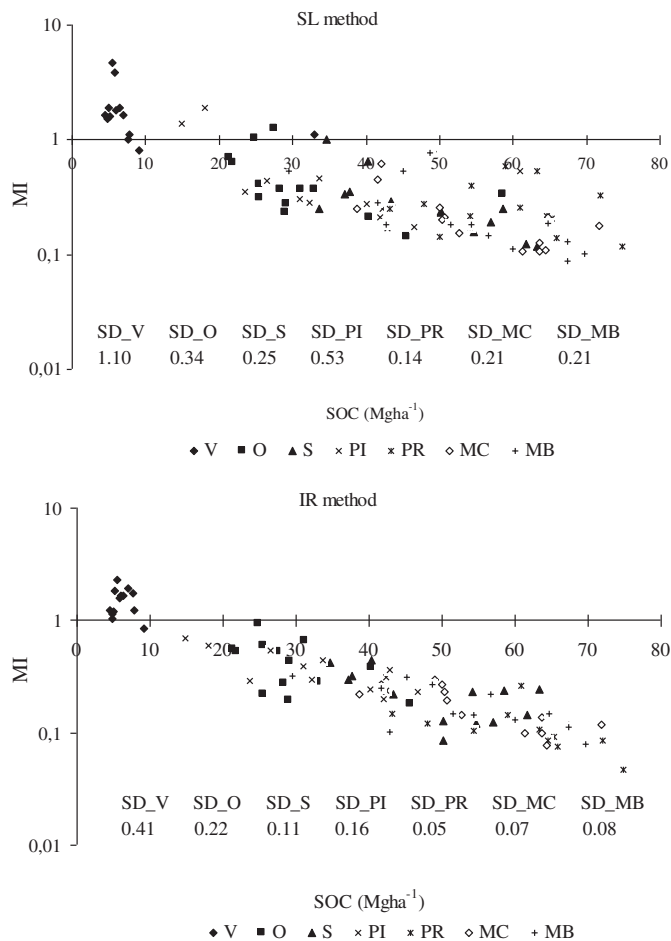 SL method
10
1
0 10 20 30 40 50 60 70 80
MI
0,1
SD_V SD_O SD_S SD_PI SD_PR SD_MC SD_MB
1.10 0.34 0.25 0.53 0.14 0.21 0.21
0,01
SOC (Mgha⁻¹)
V O S PI PR MC MB
IR method
10
1
0 10 20 30 40 50 60 70 80
MI
0,1
SD_V SD_O SD_S SD_PI SD_PR SD_MC SD_MB
0.41 0.22 0.11 0.16 0.05 0.07 0.08
0,01
SOC (Mgha⁻¹)
V O S PI PR MC MB